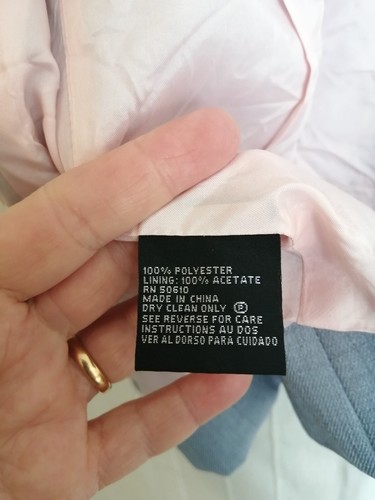 100% POLYESTER
LINING: 100% ACETATE
RN 50610
MADE IN CHINA
DRY CLEAN ONLY Ⓟ
SEE REVERSE FOR CARE
INSTRUCTIONS AU DOS
VER AL DORSO PARA CUIDADO